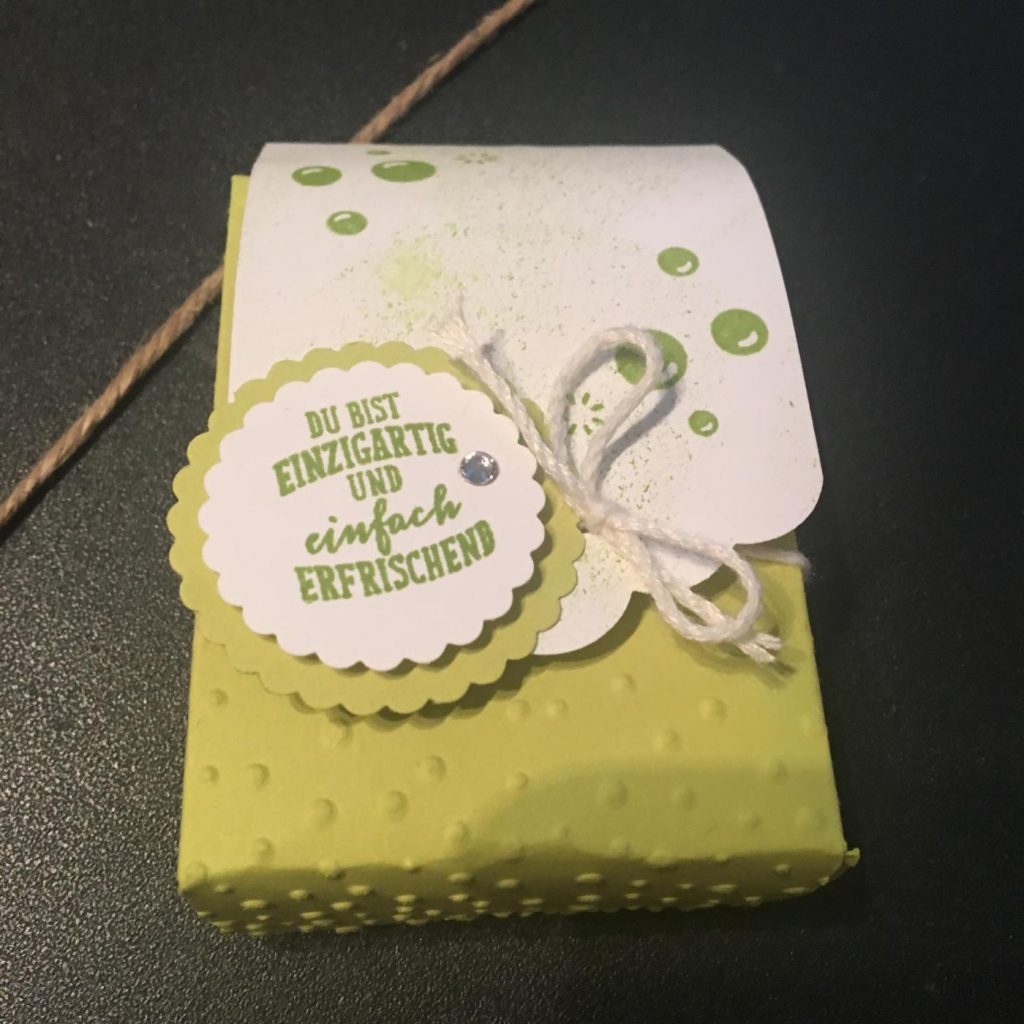 DU BIST
EINZIGARTIG
UND
einfach
ERFRISCHEND